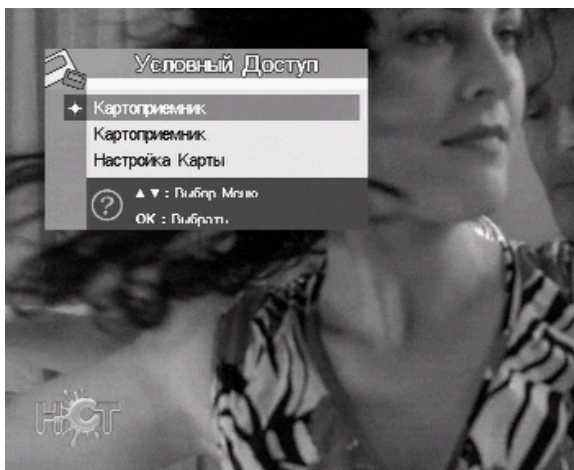 Условный Доступ
Картоприемник
Картоприемник
Настройка Карты
▲▼: Выбор Меню
OK : Выбрать
НСТ